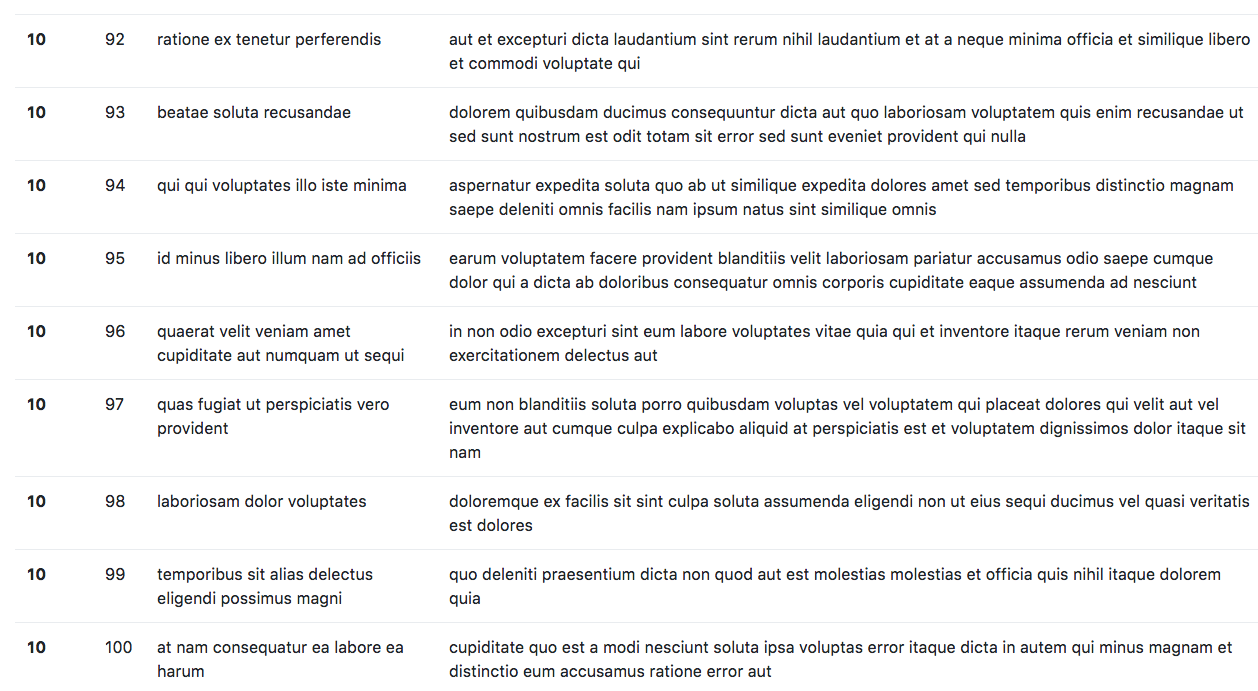 10 92 ratione ex tenetur perferendis aut et excepturi dicta laudantium sint rerum nihil laudantium et at a neque minima officia et similique libero
et commodi voluptate qui
10 93 beatae soluta recusandae dolorem quibusdam ducimus consequuntur dicta aut quo laboriosam voluptatem quis enim recusandae ut
sed sunt nostrum est odit totam sit error sed sunt eveniet provident qui nulla
10 94 qui qui voluptates illo iste minima aspernatur expedita soluta quo ab ut similique expedita dolores amet sed temporibus distinctio magnam
saepe deleniti omnis facilis nam ipsum natus sint similique omnis
10 95 id minus libero illum nam ad officiis earum voluptatem facere provident blanditiis velit laboriosam pariatur accusamus odio saepe cumque
dolor qui a dicta ab doloribus consequatur omnis corporis cupiditate eaque assumenda ad nesciunt
10 96 quaerat velit veniam amet in non odio excepturi sint eum labore voluptates vitae quia qui et inventore itaque rerum veniam non
cupiditate aut numquam ut sequi exercitationem delectus aut
10 97 quas fugiat ut perspiciatis vero eum non blanditiis soluta porro quibusdam voluptas vel voluptatem qui placeat dolores qui velit aut vel
provident inventore aut cumque culpa explicabo aliquid at perspiciatis est et voluptatem dignissimos dolor itaque sit
nam
10 98 laboriosam dolor voluptates doloremque ex facilis sit sint culpa soluta assumenda eligendi non ut eius sequi ducimus vel quasi veritatis
est dolores
10 99 temporibus sit alias delectus quo deleniti praesentium dicta non quod aut est molestias molestias et officia quis nihil itaque dolorem
eligendi possimus magni quia
10 100 at nam consequatur ea labore ea cupiditate quo est a modi nesciunt soluta ipsa voluptas error itaque dicta in autem qui minus magnam et
harum distinctio eum accusamus ratione error aut